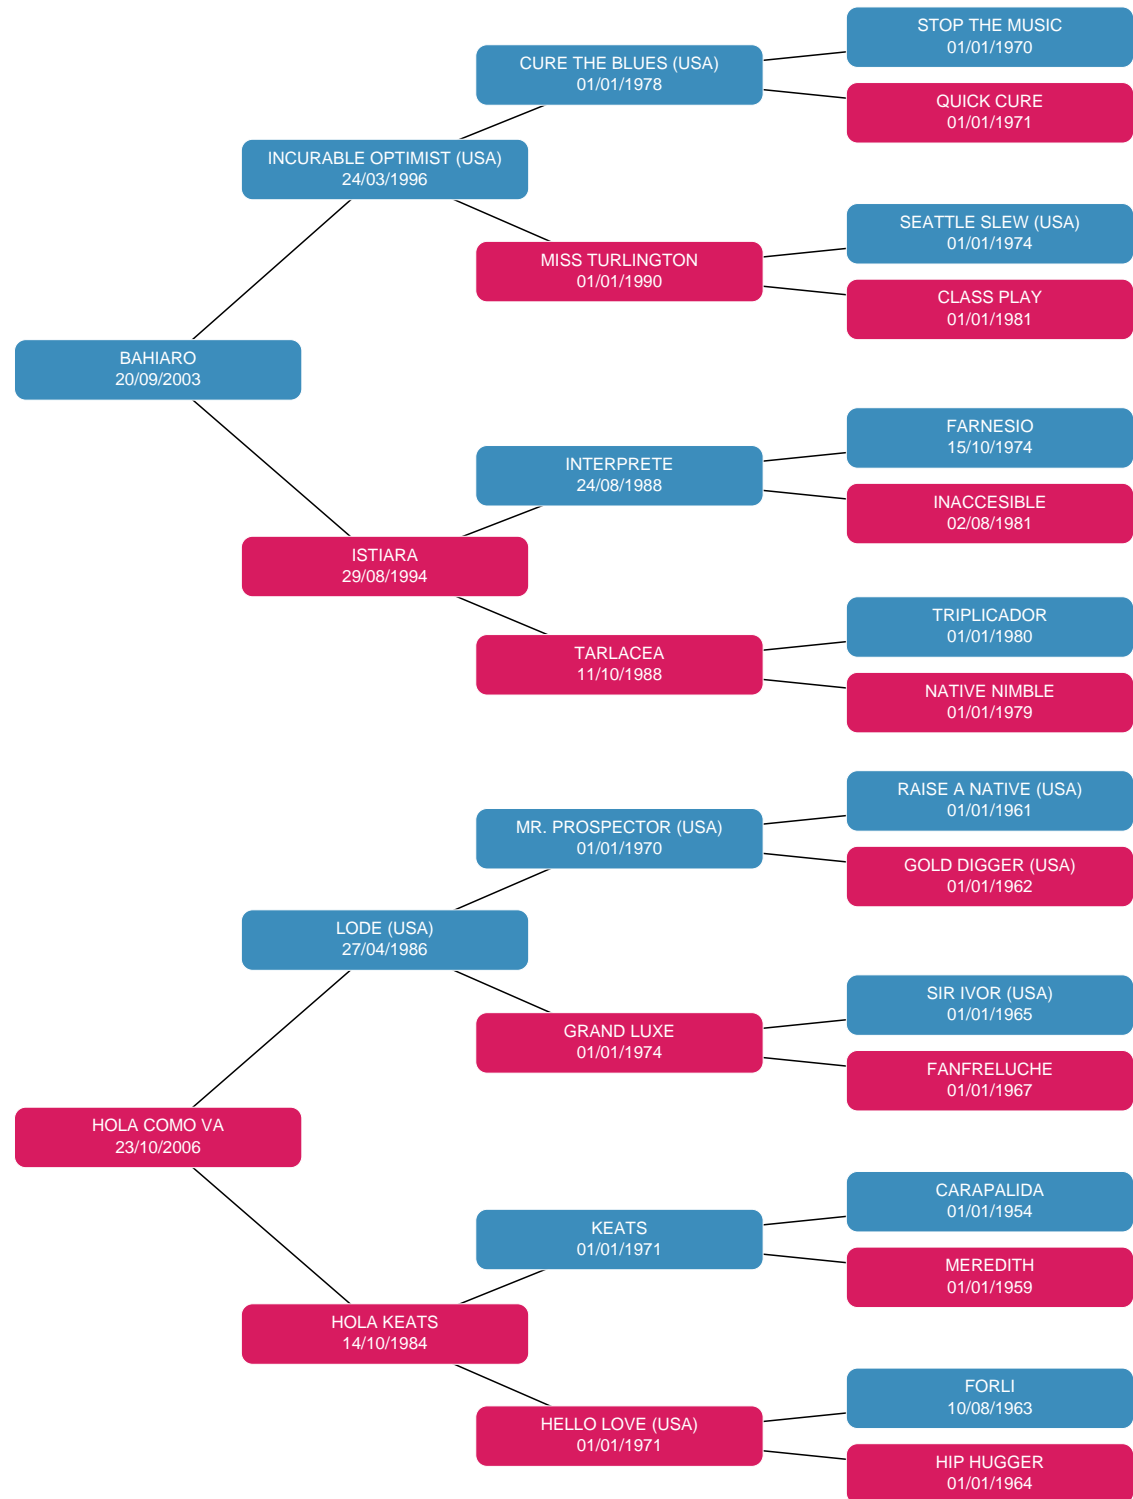 STOP THE MUSIC
01/01/1970
CURE THE BLUES (USA)
01/01/1978
QUICK CURE
01/01/1971
INCURABLE OPTIMIST (USA)
24/03/1996
SEATTLE SLEW (USA)
01/01/1974
MISS TURLINGTON
01/01/1990
CLASS PLAY
01/01/1981
BAHIARO
20/09/2003
FARNESIO
15/10/1974
INTERPRETE
24/08/1988
INACCESIBLE
02/08/1981
ISTIARA
29/08/1994
TRIPLICADOR
01/01/1980
TARLACEA
11/10/1988
NATIVE NIMBLE
01/01/1979
RAISE A NATIVE (USA)
01/01/1961
MR. PROSPECTOR (USA)
01/01/1970
GOLD DIGGER (USA)
01/01/1962
LODE (USA)
27/04/1986
SIR IVOR (USA)
01/01/1965
GRAND LUXE
01/01/1974
FANFRELUCHE
01/01/1967
HOLA COMO VA
23/10/2006
CARAPALIDA
01/01/1954
KEATS
01/01/1971
MEREDITH
01/01/1959
HOLA KEATS
14/10/1984
FORLI
10/08/1963
HELLO LOVE (USA)
01/01/1971
HIP HUGGER
01/01/1964